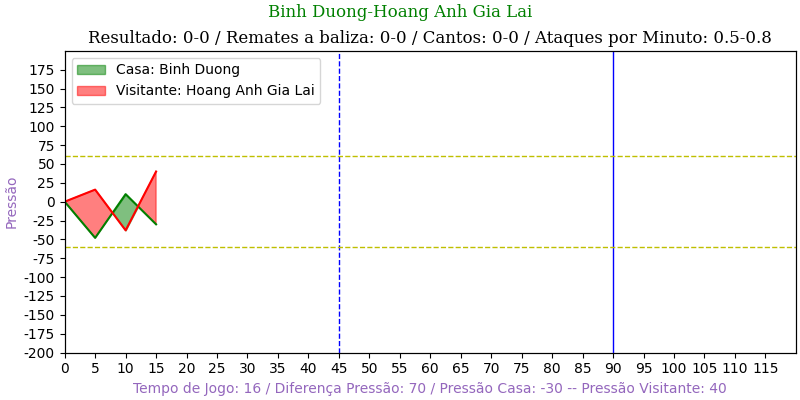 Binh Duong-Hoang Anh Gia Lai
Resultado: 0-0 / Remates a baliza: 0-0 / Cantos: 0-0 / Ataques por Minuto: 0.5-0.8
Casa: Binh Duong
Visitante: Hoang Anh Gia Lai
Pressão
175
150
125
100
75
50
25
0
-25
-50
-75
-100
-125
-150
-175
-200
0 5 10 15 20 25 30 35 40 45 50 55 60 65 70 75 80 85 90 95 100 105 110 115
Tempo de Jogo: 16 / Diferença Pressão: 70 / Pressão Casa: -30 -- Pressão Visitante: 40